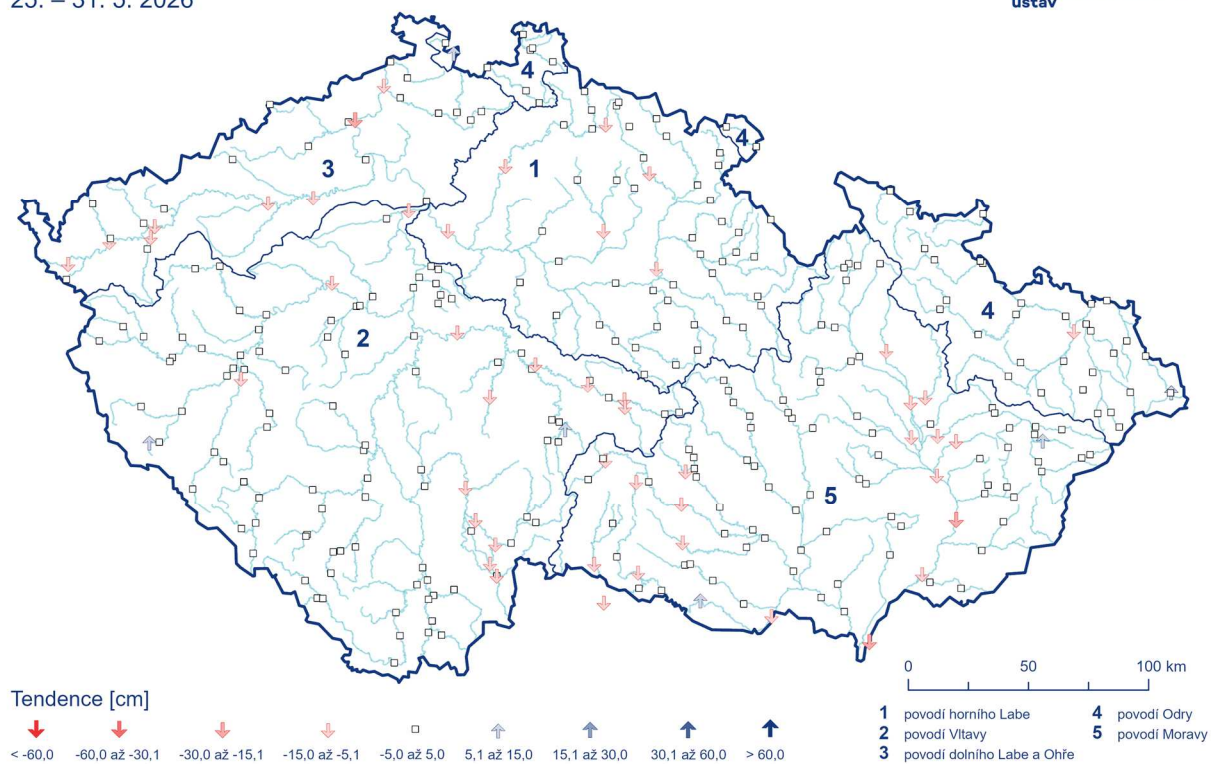 25. – 31. 5. 2026
ústav
4
4
3
1
4
2
5
0 50 100 km
Tendence [cm]
< -60,0 -60,0 až -30,1 -30,0 až -15,1 -15,0 až -5,1 -5,0 až 5,0 5,1 až 15,0 15,1 až 30,0 30,1 až 60,0 > 60,0
1 povodí horního Labe 4 povodí Odry
2 povodí Vltavy 5 povodí Moravy
3 povodí dolního Labe a Ohře